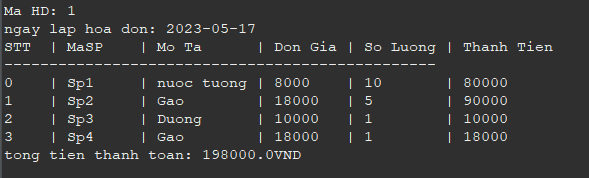 Ma HD: 1
ngay lap hoa don: 2023-05-17
STT | MaSP | Mo Ta | Don Gia | So Luong | Thanh Tien
--------------------------------------------------
0 | Sp1 | nuoc tuong | 8000 | 10 | 80000
1 | Sp2 | Gao | 18000 | 5 | 90000
2 | Sp3 | Duong | 10000 | 1 | 10000
3 | Sp4 | Gao | 18000 | 1 | 18000
tong tien thanh toan: 198000.0VND